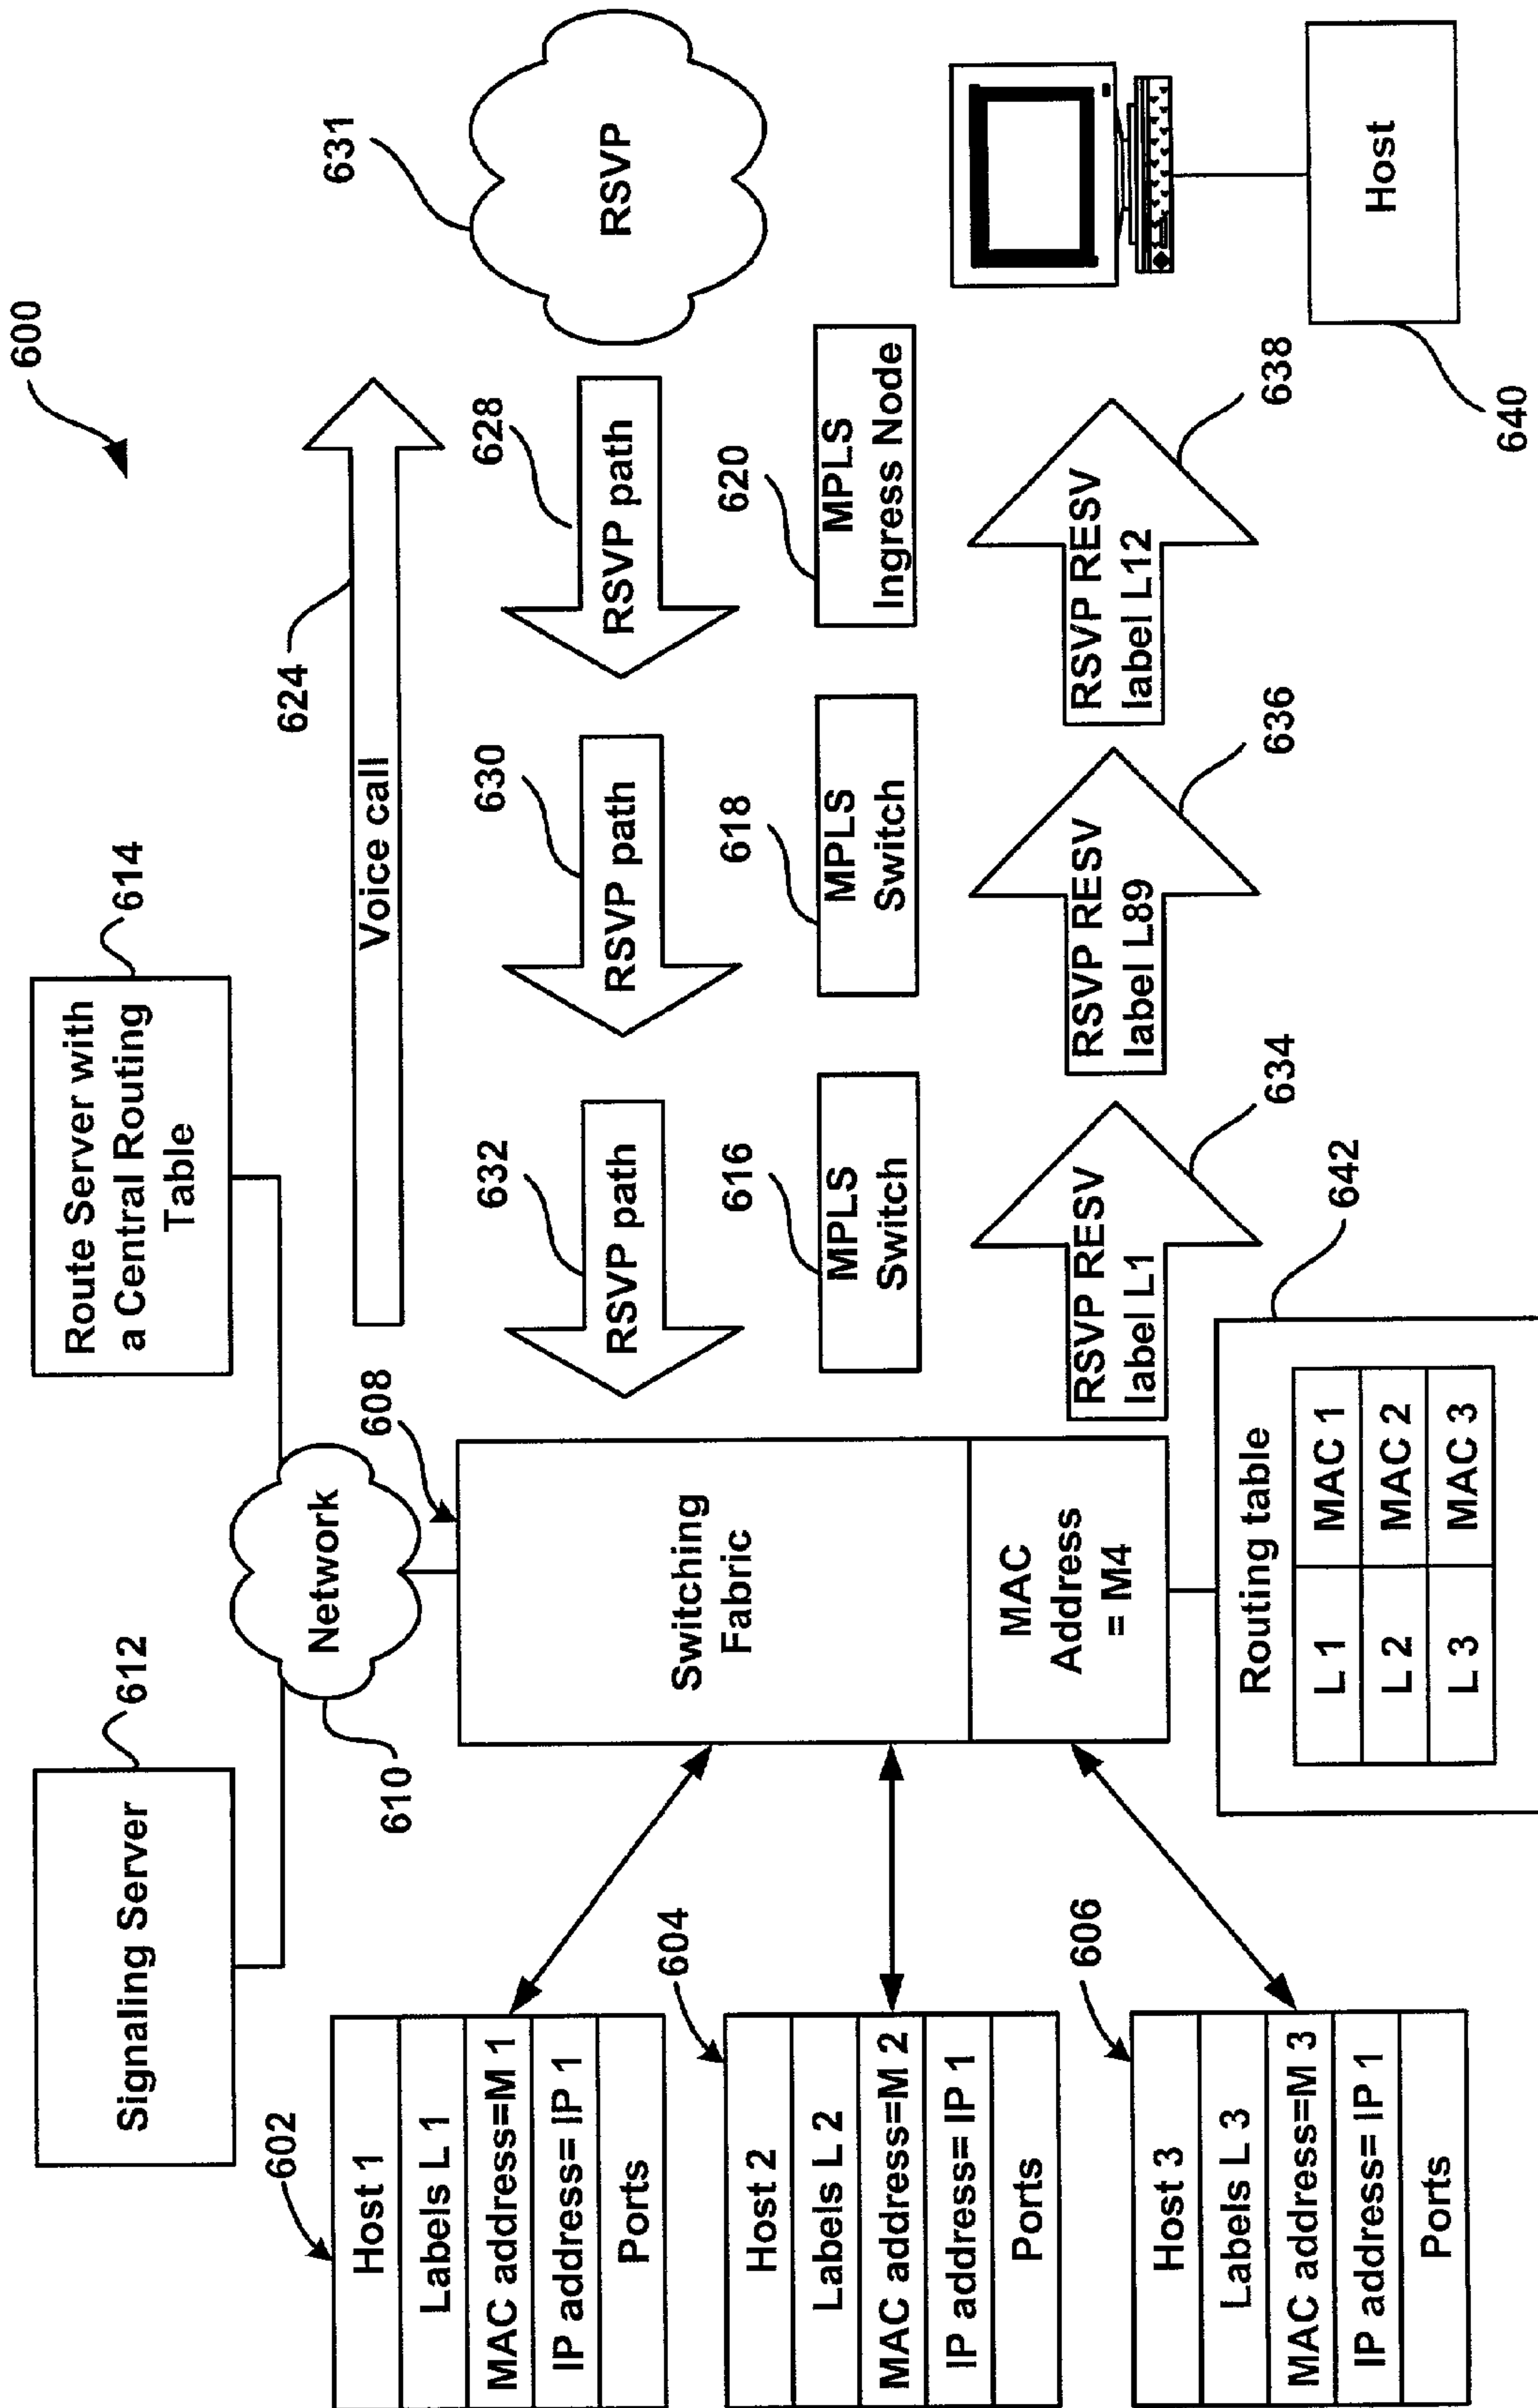 600
Signaling Server
612
Route Server with
a Central Routing
Table
614
Network
610
608
Switching
Fabric
MAC
Address
= M4
602
Host 1
Labels L 1
MAC address=M 1
IP address= IP 1
Ports
604
Host 2
Labels L 2
MAC address=M 2
IP address= IP 1
Ports
606
Host 3
Labels L 3
MAC address=M 3
IP address= IP 1
Ports
Voice call
624
RSVP
631
632
RSVP path
630
RSVP path
628
RSVP path
616
MPLS
Switch
618
MPLS
Switch
620
MPLS
Ingress Node
RSVP RESV
label L1
634
RSVP RESV
label L89
636
RSVP RESV
label L12
638
Host
640
642
Routing table
L 1 MAC 1
L 2 MAC 2
L 3 MAC 3